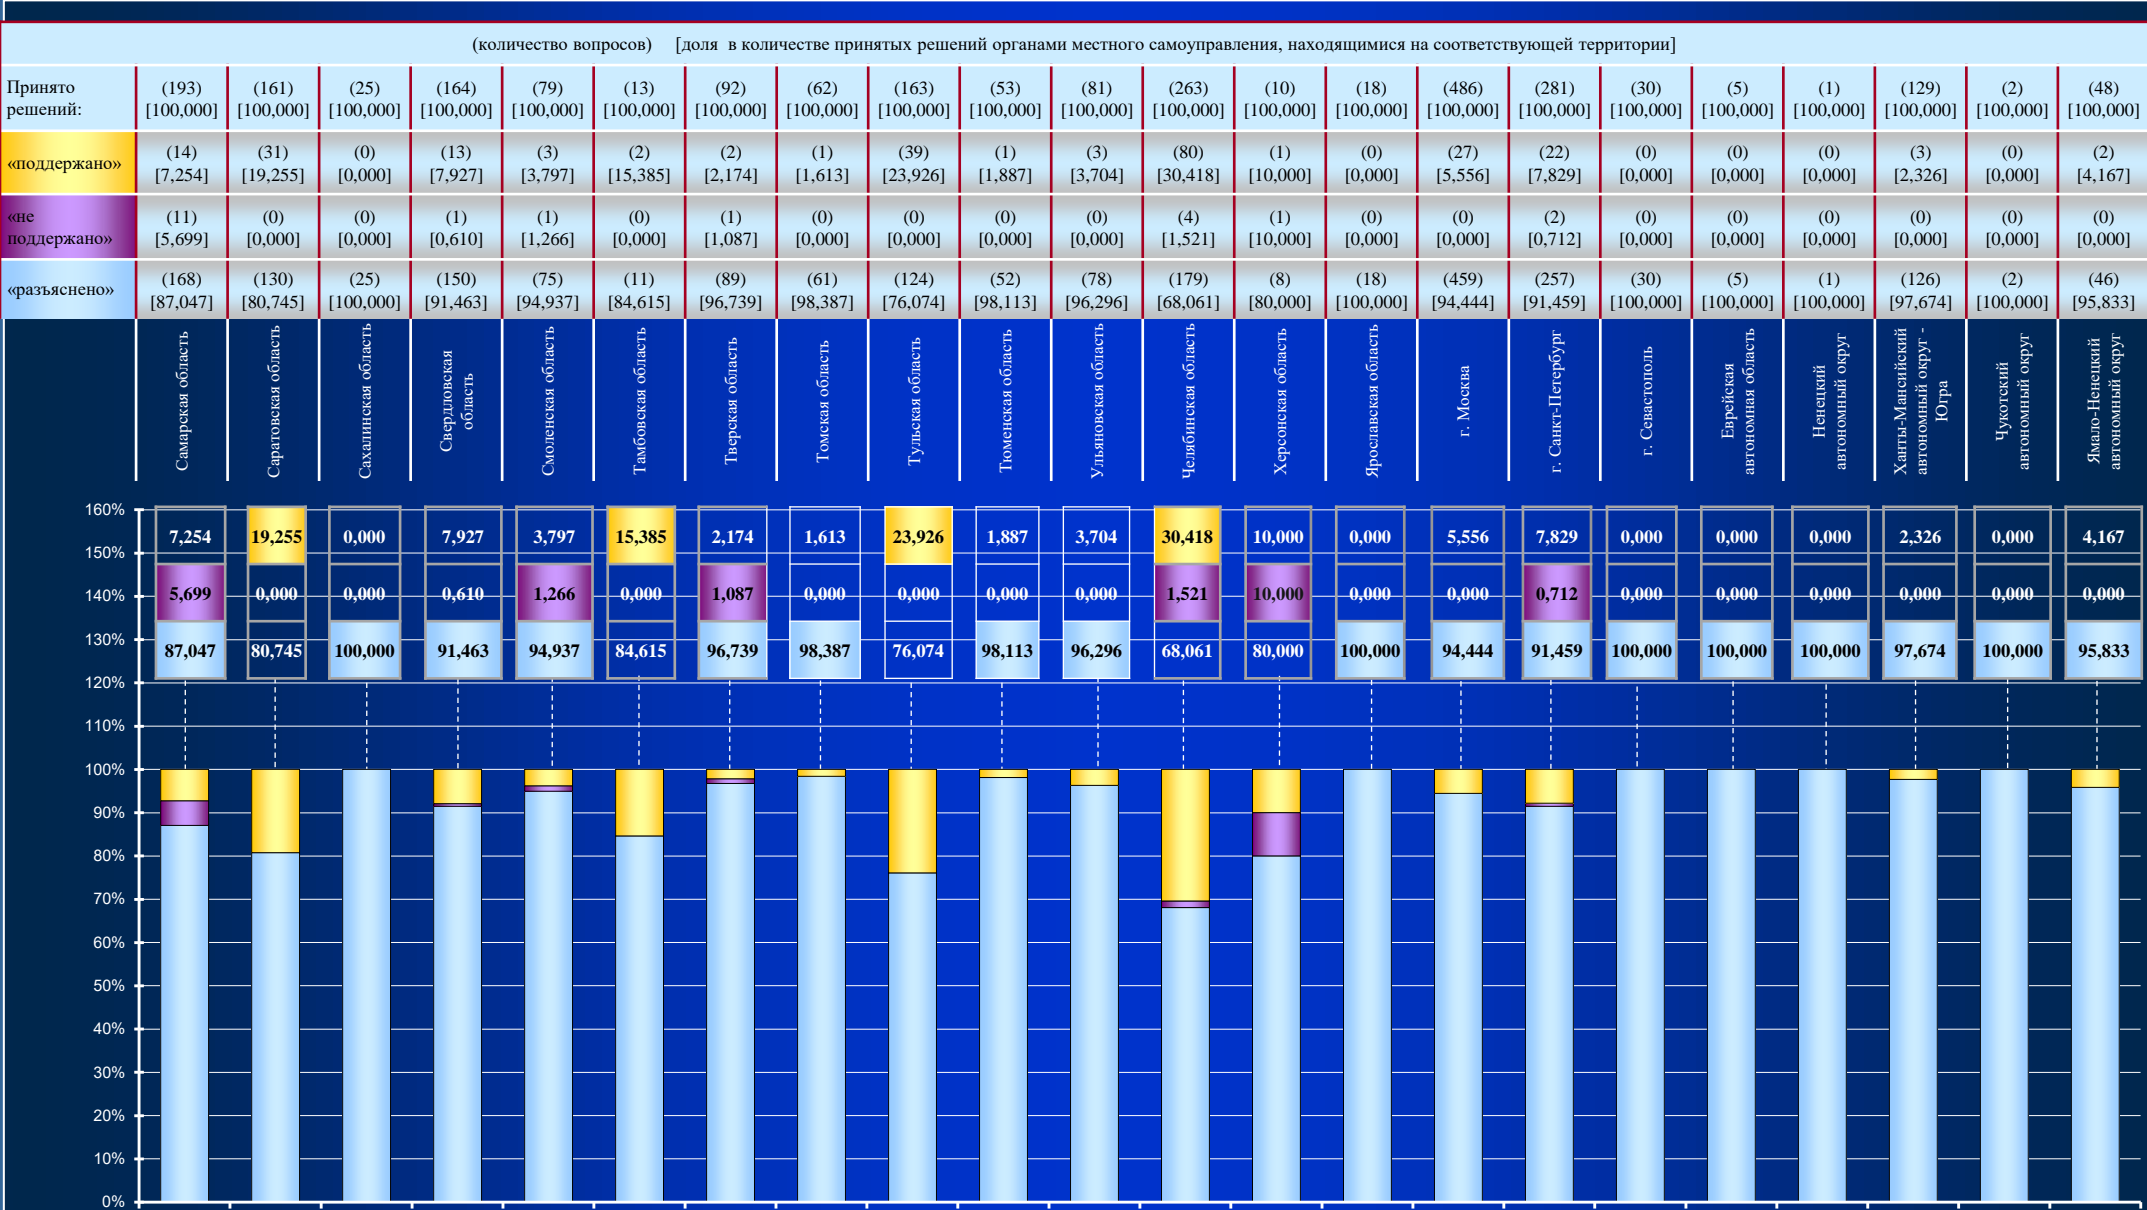 (количество вопросов) [доля в количестве принятых решений органами местного самоуправления, находящимися на соответствующей территории]
Принято (193) (161) (25) (164) (79) (13) (92) (62) (163) (53) (81) (263) (10) (18) (486) (281) (30) (5) (1) (129) (2) (48)
решений: [100,000] [100,000] [100,000] [100,000] [100,000] [100,000] [100,000] [100,000] [100,000] [100,000] [100,000] [100,000] [100,000] [100,000] [100,000] [100,000] [100,000] [100,000] [100,000] [100,000] [100,000] [100,000]
«поддержано» (14) (31) (0) (13) (3) (2) (2) (1) (39) (1) (3) (80) (1) (0) (27) (22) (0) (0) (0) (3) (0) (2)
[7,254] [19,255] [0,000] [7,927] [3,797] [15,385] [2,174] [1,613] [23,926] [1,887] [3,704] [30,418] [10,000] [0,000] [5,556] [7,829] [0,000] [0,000] [0,000] [2,326] [0,000] [4,167]
«не (11) (0) (0) (1) (1) (0) (1) (0) (0) (0) (0) (4) (1) (0) (0) (2) (0) (0) (0) (0) (0) (0)
поддержано» [5,699] [0,000] [0,000] [0,610] [1,266] [0,000] [1,087] [0,000] [0,000] [0,000] [0,000] [1,521] [10,000] [0,000] [0,000] [0,712] [0,000] [0,000] [0,000] [0,000] [0,000] [0,000]
«разъяснено» (168) (130) (25) (150) (75) (11) (89) (61) (124) (52) (78) (179) (8) (18) (459) (257) (30) (5) (1) (126) (2) (46)
[87,047] [80,745] [100,000] [91,463] [94,937] [84,615] [96,739] [98,387] [76,074] [98,113] [96,296] [68,061] [80,000] [100,000] [94,444] [91,459] [100,000] [100,000] [100,000] [97,674] [100,000] [95,833]
Самарская область
Саратовская область
Сахалинская область
Свердловская
область
Смоленская область
Тамбовская область
Тверская область
Томская область
Тульская область
Тюменская область
Ульяновская область
Челябинская область
Херсонская область
Ярославская область
г. Москва
г. Санкт-Петербург
г. Севастополь
Еврейская
автономная область
Ненецкий
автономный округ
Ханты-Мансийский
автономный округ -
Югра
Чукотский
автономный округ
Ямало-Ненецкий
автономный округ
160%
7,254 19,255 0,000 7,927 3,797 15,385 2,174 1,613 23,926 1,887 3,704 30,418 10,000 0,000 5,556 7,829 0,000 0,000 0,000 2,326 0,000 4,167
150%
140% 5,699 0,000 0,000 0,610 1,266 0,000 1,087 0,000 0,000 0,000 0,000 1,521 10,000 0,000 0,000 0,712 0,000 0,000 0,000 0,000 0,000 0,000
130%
87,047 80,745 100,000 91,463 94,937 84,615 96,739 98,387 76,074 98,113 96,296 68,061 80,000 100,000 94,444 91,459 100,000 100,000 100,000 97,674 100,000 95,833
120%
110%
100%
90%
80%
70%
60%
50%
40%
30%
20%
10%
0%